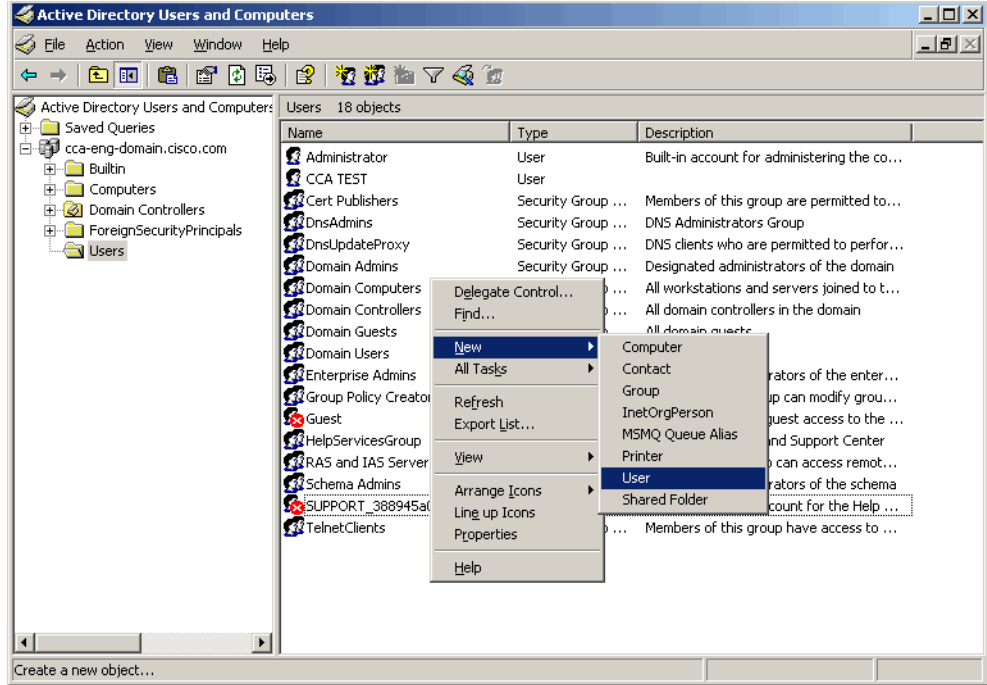 Active Directory Users and Computers
File Action View Window Help
Active Directory Users and Computers
Saved Queries
cca-eng-domain.cisco.com
Builtin
Computers
Domain Controllers
ForeignSecurityPrincipals
Users
Users 18 objects
Name Type Description
Administrator User Built-in account for administering the co...
CCA TEST User
Cert Publishers Security Group ... Members of this group are permitted to...
DnsAdmins Security Group ... DNS Administrators Group
DnsUpdateProxy Security Group ... DNS clients who are permitted to perfor...
Domain Admins Security Group ... Designated administrators of the domain
Domain Computers ... All workstations and servers joined to t...
Domain Controllers ... All domain controllers in the domain
Domain Guests All domain guests
Domain Users
Enterprise Admins rators of the enter...
Group Policy Creator up can modify grou...
Guest guest access to the ...
HelpServicesGroup and Support Center
RAS and IAS Server can access remot...
Schema Admins rators of the schema
SUPPORT_388945a0 count for the Help ...
TelnetClients ... Members of this group have access to ...
Delegate Control...
Find...
New
All Tasks
Refresh
Export List...
View
Arrange Icons
Line up Icons
Properties
Help
Computer
Contact
Group
InetOrgPerson
MSMQ Queue Alias
Printer
User
Shared Folder
Create a new object...